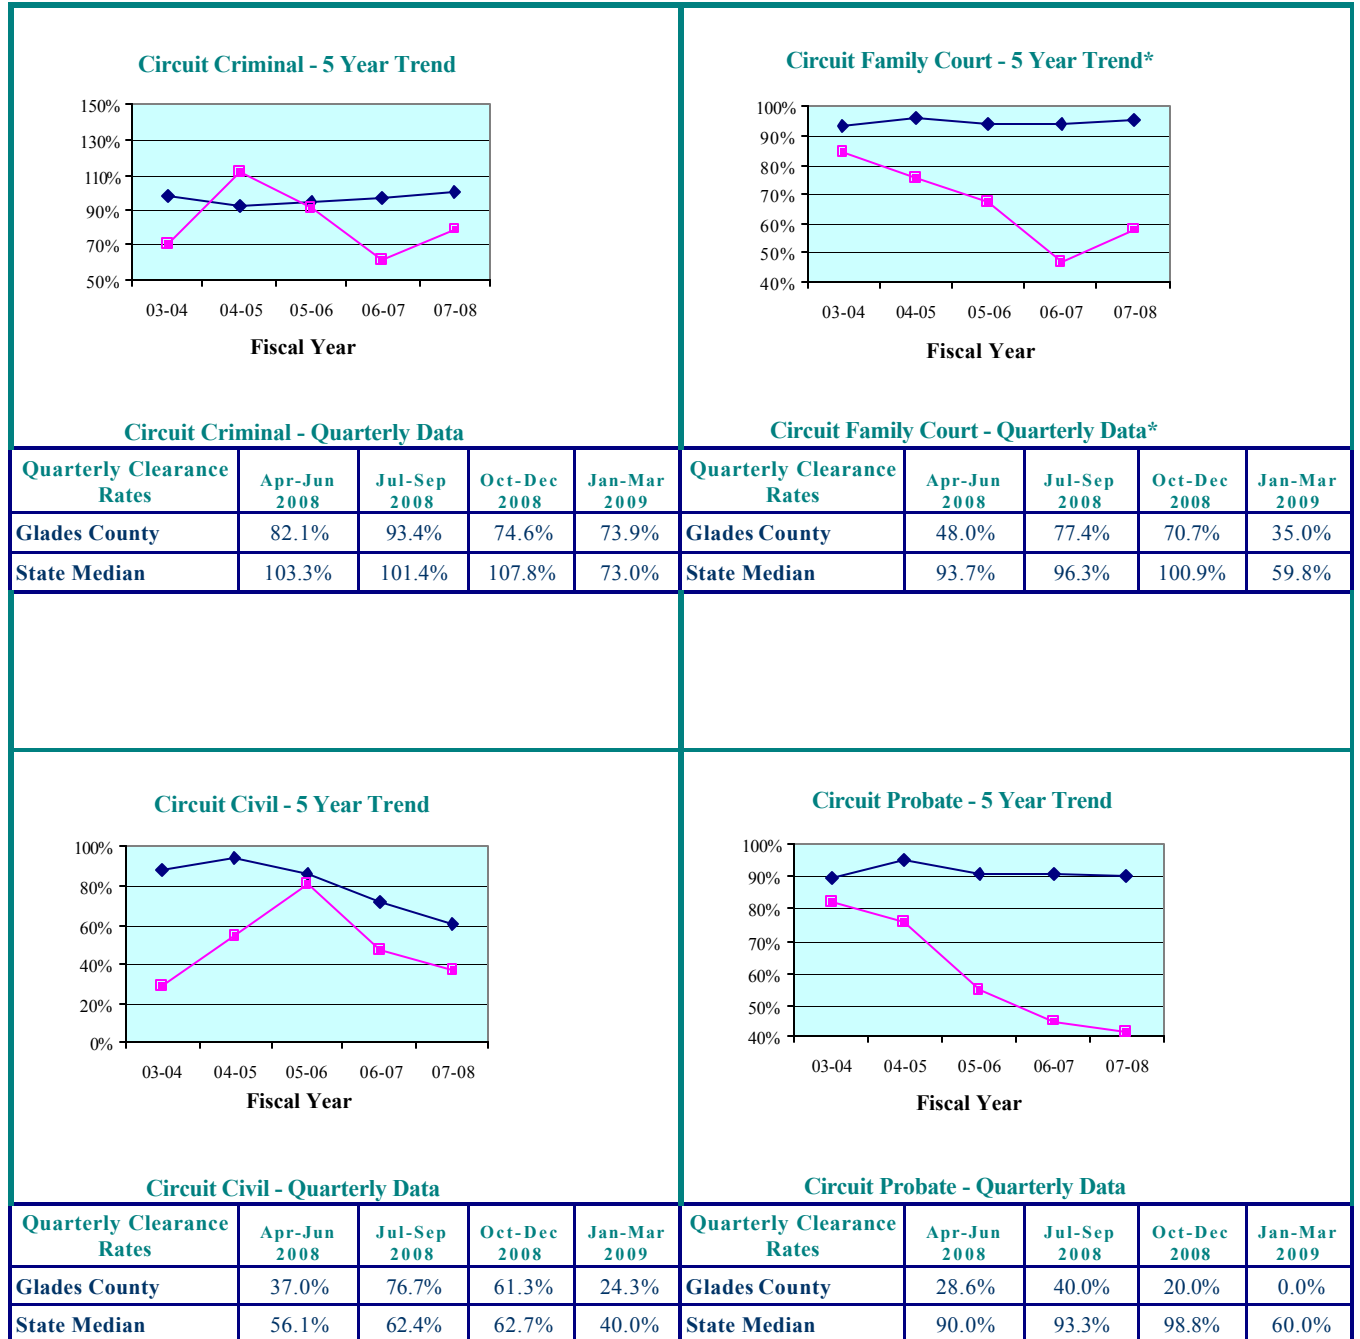 Circuit Criminal - 5 Year Trend
150%
130%
110%
90%
70%
50%
03-04 04-05 05-06 06-07 07-08
Fiscal Year
Circuit Criminal - Quarterly Data
Quarterly Clearance Rates Apr-Jun 2008 Jul-Sep 2008 Oct-Dec 2008 Jan-Mar 2009
Glades County 82.1% 93.4% 74.6% 73.9%
State Median 103.3% 101.4% 107.8% 73.0%
Circuit Family Court - 5 Year Trend*
100%
90%
80%
70%
60%
50%
40%
03-04 04-05 05-06 06-07 07-08
Fiscal Year
Circuit Family Court - Quarterly Data*
Quarterly Clearance Rates Apr-Jun 2008 Jul-Sep 2008 Oct-Dec 2008 Jan-Mar 2009
Glades County 48.0% 77.4% 70.7% 35.0%
State Median 93.7% 96.3% 100.9% 59.8%
Circuit Civil - 5 Year Trend
100%
80%
60%
40%
20%
0%
03-04 04-05 05-06 06-07 07-08
Fiscal Year
Circuit Civil - Quarterly Data
Quarterly Clearance Rates Apr-Jun 2008 Jul-Sep 2008 Oct-Dec 2008 Jan-Mar 2009
Glades County 37.0% 76.7% 61.3% 24.3%
State Median 56.1% 62.4% 62.7% 40.0%
Circuit Probate - 5 Year Trend
100%
90%
80%
70%
60%
50%
40%
03-04 04-05 05-06 06-07 07-08
Fiscal Year
Circuit Probate - Quarterly Data
Quarterly Clearance Rates Apr-Jun 2008 Jul-Sep 2008 Oct-Dec 2008 Jan-Mar 2009
Glades County 28.6% 40.0% 20.0% 0.0%
State Median 90.0% 93.3% 98.8% 60.0%